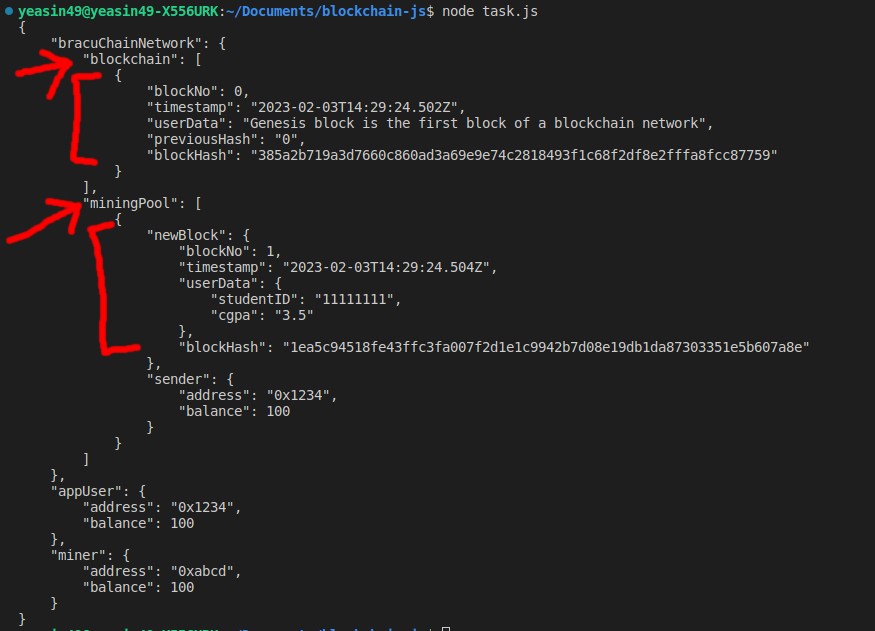 yeasin49@yeasin49-X556URK:~/Documents/blockchain-js$ node task.js
{
    "bracuChainNetwork": {
        "blockchain": [
            {
                "blockNo": 0,
                "timestamp": "2023-02-03T14:29:24.502Z",
                "userData": "Genesis block is the first block of a blockchain network",
                "previousHash": "0",
                "blockHash": "385a2b719a3d7660c860ad3a69e9e74c2818493f1c68f2df8e2fffa8fcc87759"
            }
        ],
        "miningPool": [
            {
                "newBlock": {
                    "blockNo": 1,
                    "timestamp": "2023-02-03T14:29:24.504Z",
                    "userData": {
                        "studentID": "11111111",
                        "cgpa": "3.5"
                    },
                    "blockHash": "1ea5c94518fe43ffc3fa007f2d1e1c9942b7d08e19db1da87303351e5b607a8e"
                },
                "sender": {
                    "address": "0x1234",
                    "balance": 100
                }
            }
        ]
    },
    "appUser": {
        "address": "0x1234",
        "balance": 100
    },
    "miner": {
        "address": "0xabcd",
        "balance": 100
    }
}